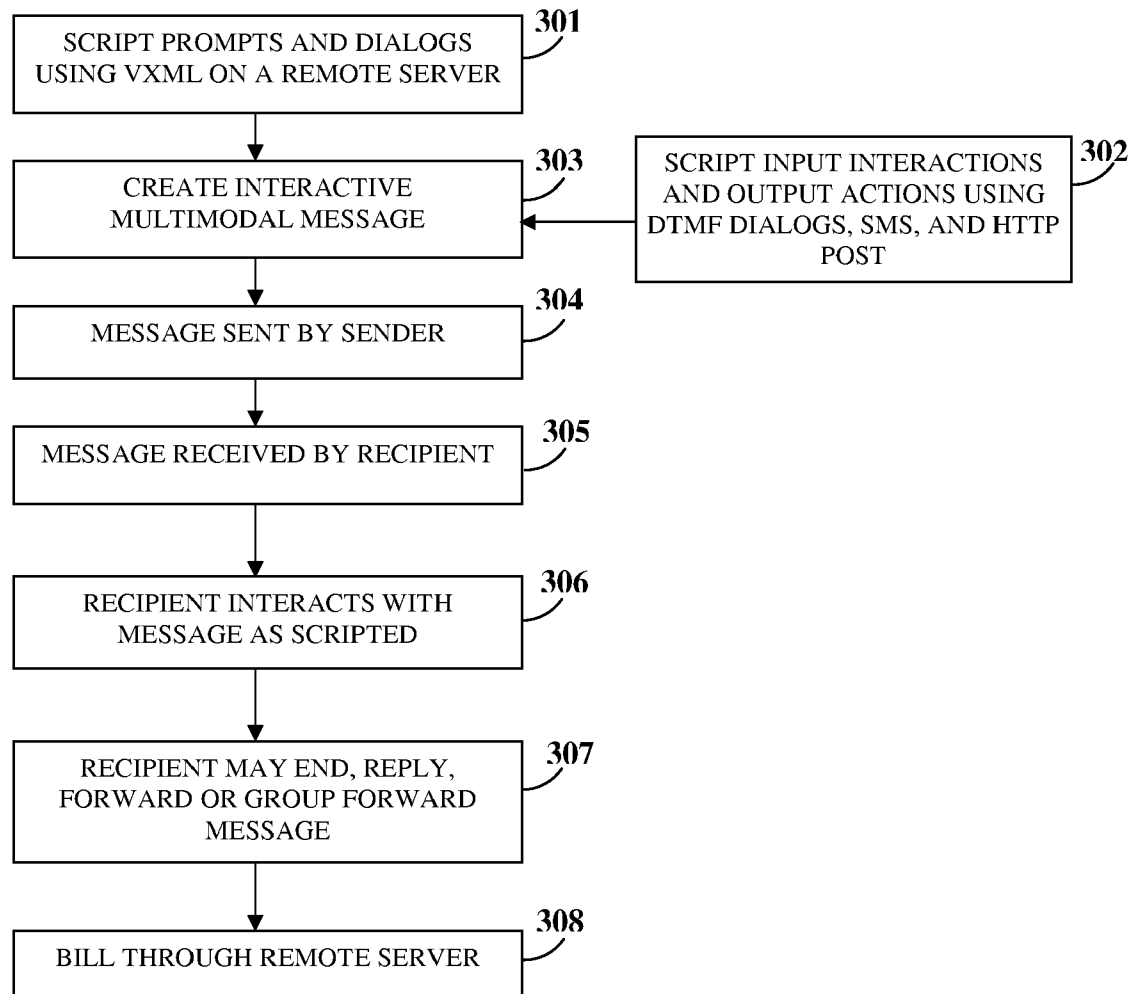 301
SCRIPT PROMPTS AND DIALOGS
USING VXML ON A REMOTE SERVER
303
CREATE INTERACTIVE
MULTIMODAL MESSAGE
302
SCRIPT INPUT INTERACTIONS
AND OUTPUT ACTIONS USING
DTMF DIALOGS, SMS, AND HTTP
POST
304
MESSAGE SENT BY SENDER
305
MESSAGE RECEIVED BY RECIPIENT
306
RECIPIENT INTERACTS WITH
MESSAGE AS SCRIPTED
307
RECIPIENT MAY END, REPLY,
FORWARD OR GROUP FORWARD
MESSAGE
308
BILL THROUGH REMOTE SERVER